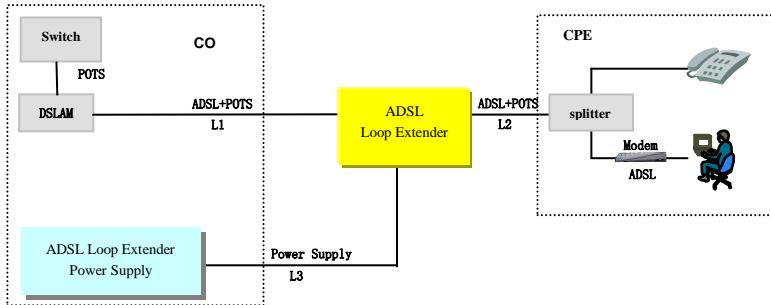 CO
Switch
POTS
DSLAM
ADSL+POTS
L1
ADSL
Loop Extender
ADSL+POTS
L2
CPE
splitter
Modem
ADSL
ADSL Loop Extender
Power Supply
Power Supply
L3